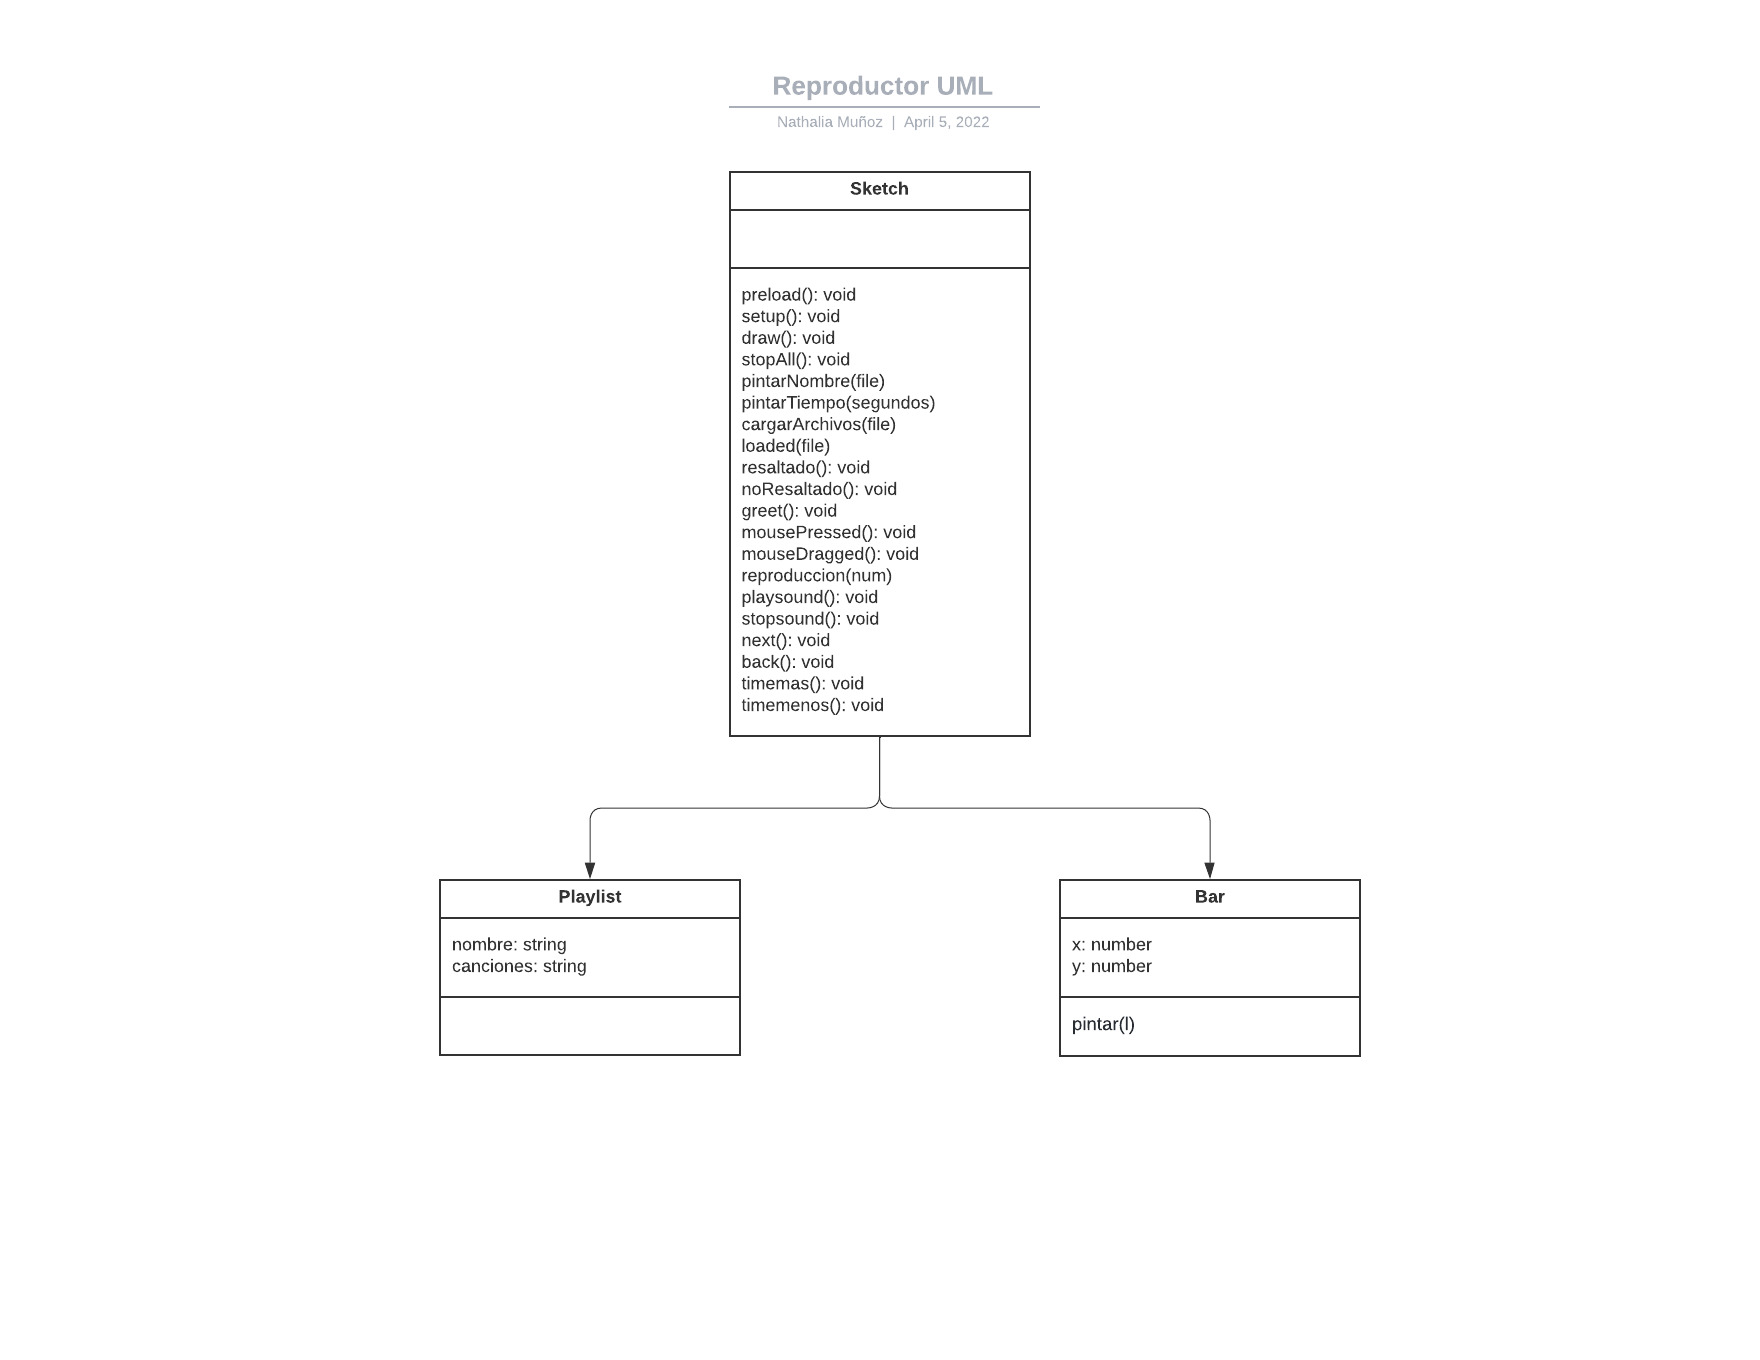 Reproductor UML
Nathalia Muñoz | April 5, 2022
Sketch
preload(): void
setup(): void
draw(): void
stopAll(): void
pintarNombre(file)
pintarTiempo(segundos)
cargarArchivos(file)
loaded(file)
resaltado(): void
noResaltado(): void
greet(): void
mousePressed(): void
mouseDragged(): void
reproduccion(num)
playsound(): void
stopsound(): void
next(): void
back(): void
timemas(): void
timemenos(): void
Playlist
nombre: string
canciones: string
Bar
x: number
y: number
pintar(l)